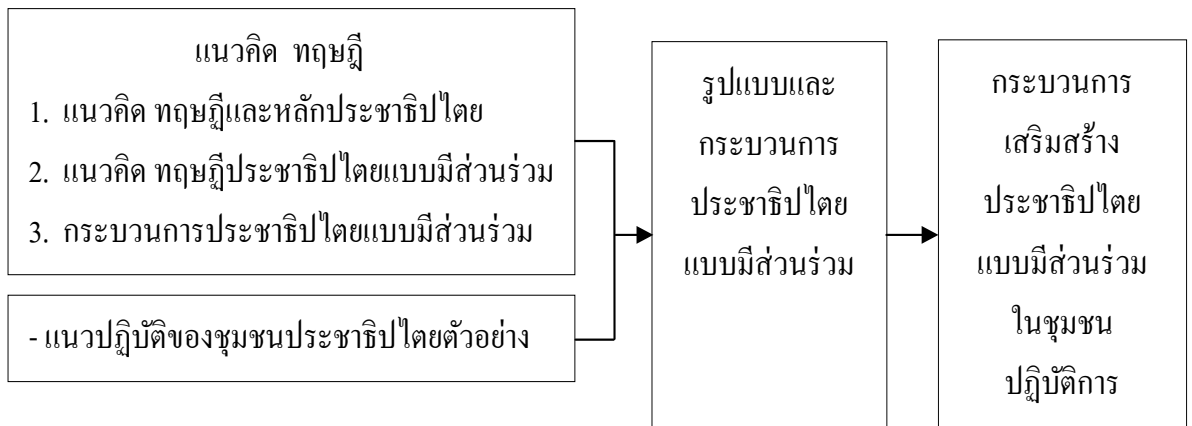 แนวคิด ทฤษฎี
1. แนวคิด ทฤษฏีและหลักประชาธิปไตย
2. แนวคิด ทฤษฏีประชาธิปไตยแบบมีส่วนร่วม
3. กระบวนการประชาธิปไตยแบบมีส่วนร่วม
- แนวปฏิบัติของชุมชนประชาธิปไตยตัวอย่าง
รูปแบบและ
กระบวนการ
ประชาธิปไตย
แบบมีส่วนร่วม
กระบวนการ
เสริมสร้าง
ประชาธิปไตย
แบบมีส่วนร่วม
ในชุมชน
ปฏิบัติการ